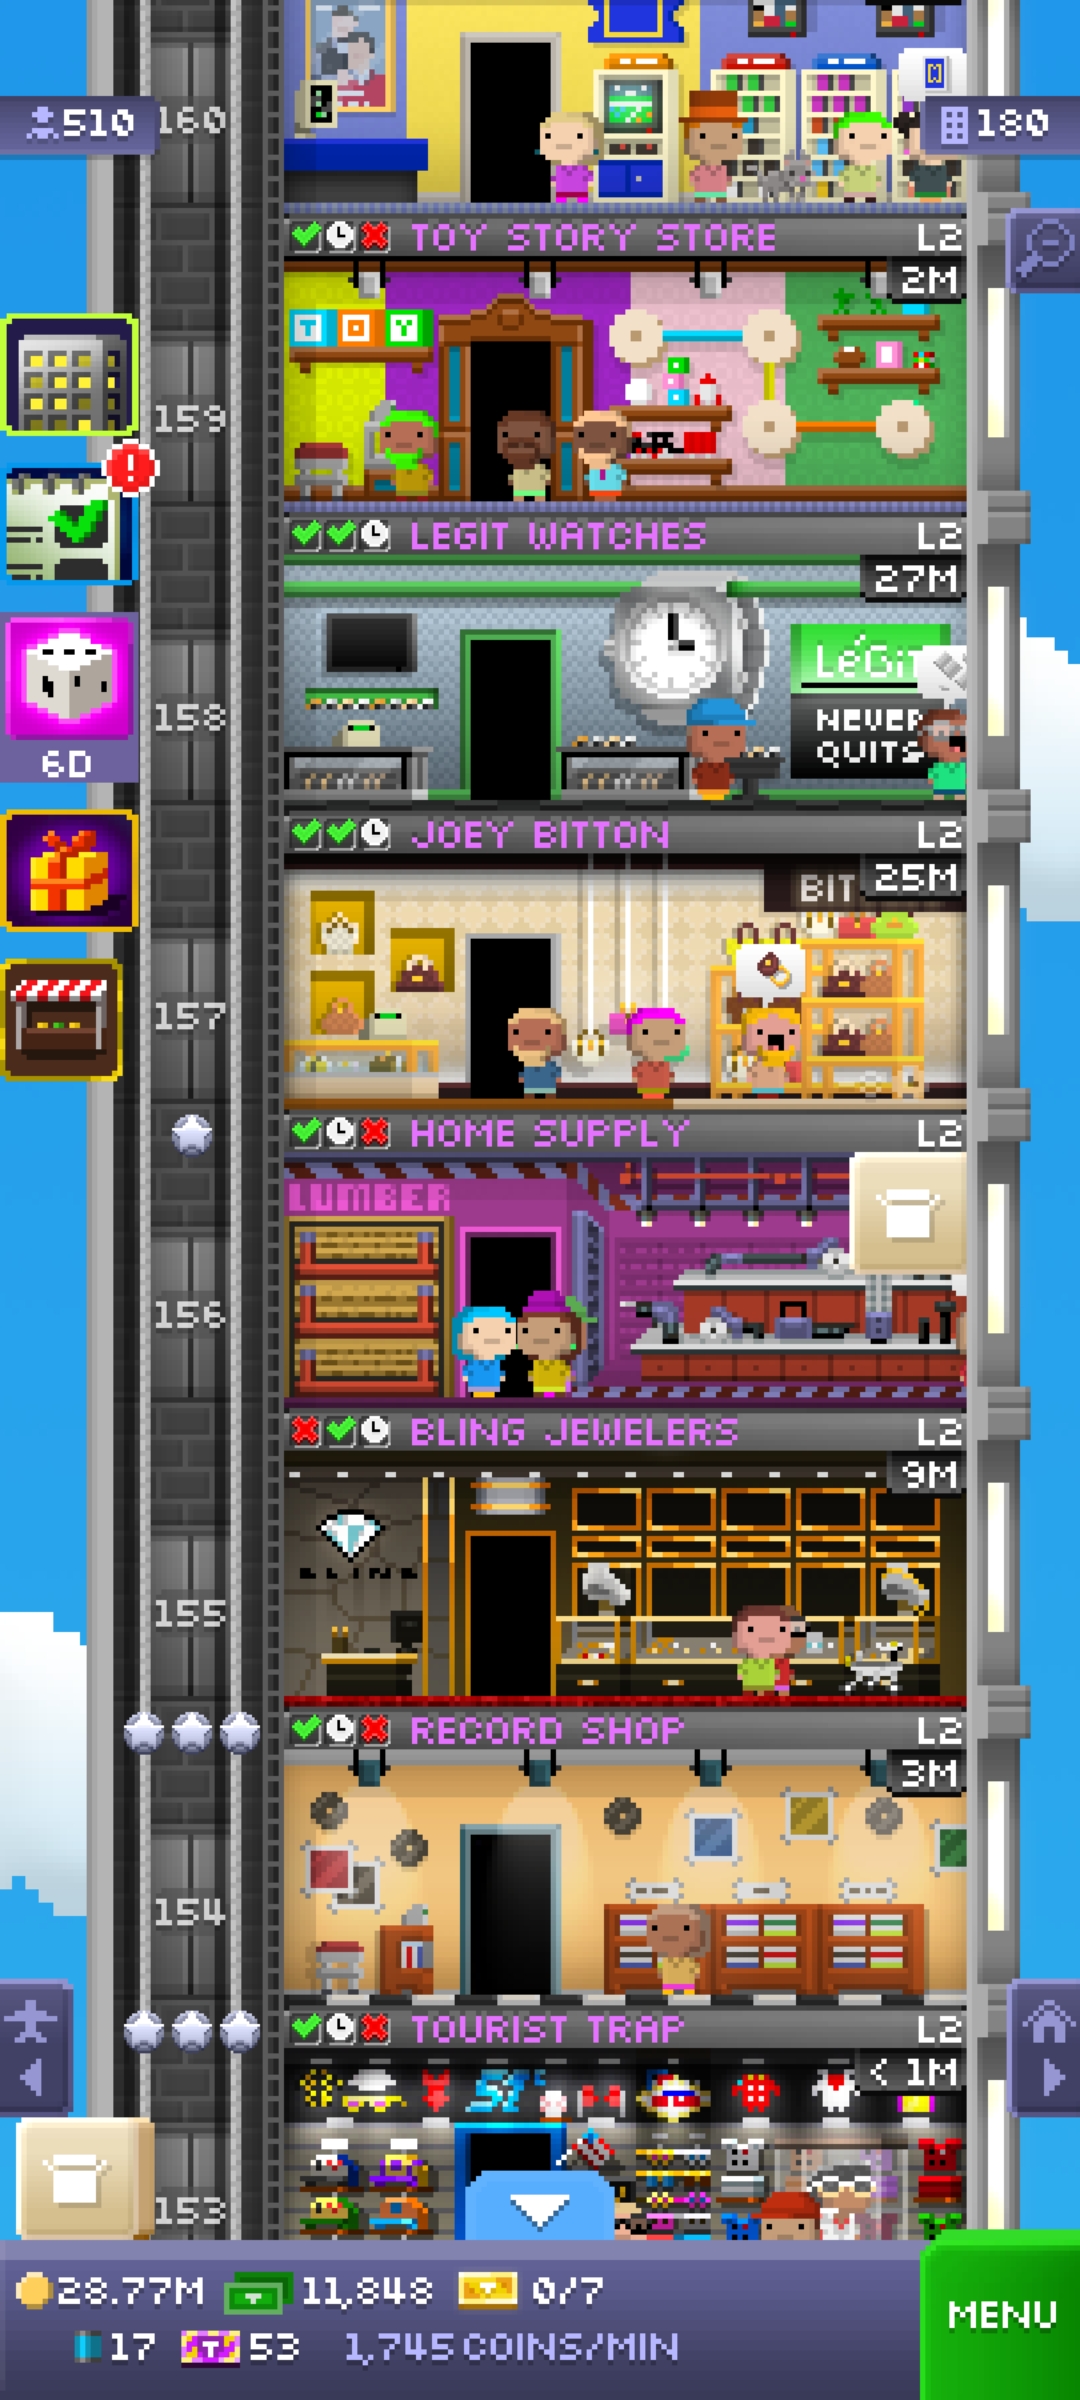 510
160
180
TOY STORY STORE L2
2M
T O Y
159
LEGIT WATCHES L2
27M
LéGit
NEVER
QUITS
158
6D
JOEY BITTON L2
BIT 25M
157
HOME SUPPLY L2
LUMBER
156
BLING JEWELERS L2
9M
BLING
155
RECORD SHOP L2
3M
154
TOURIST TRAP L2
< 1M
153
28.77M 11,848 0/7
MENU
17 T 53 1,745 COINS/MIN